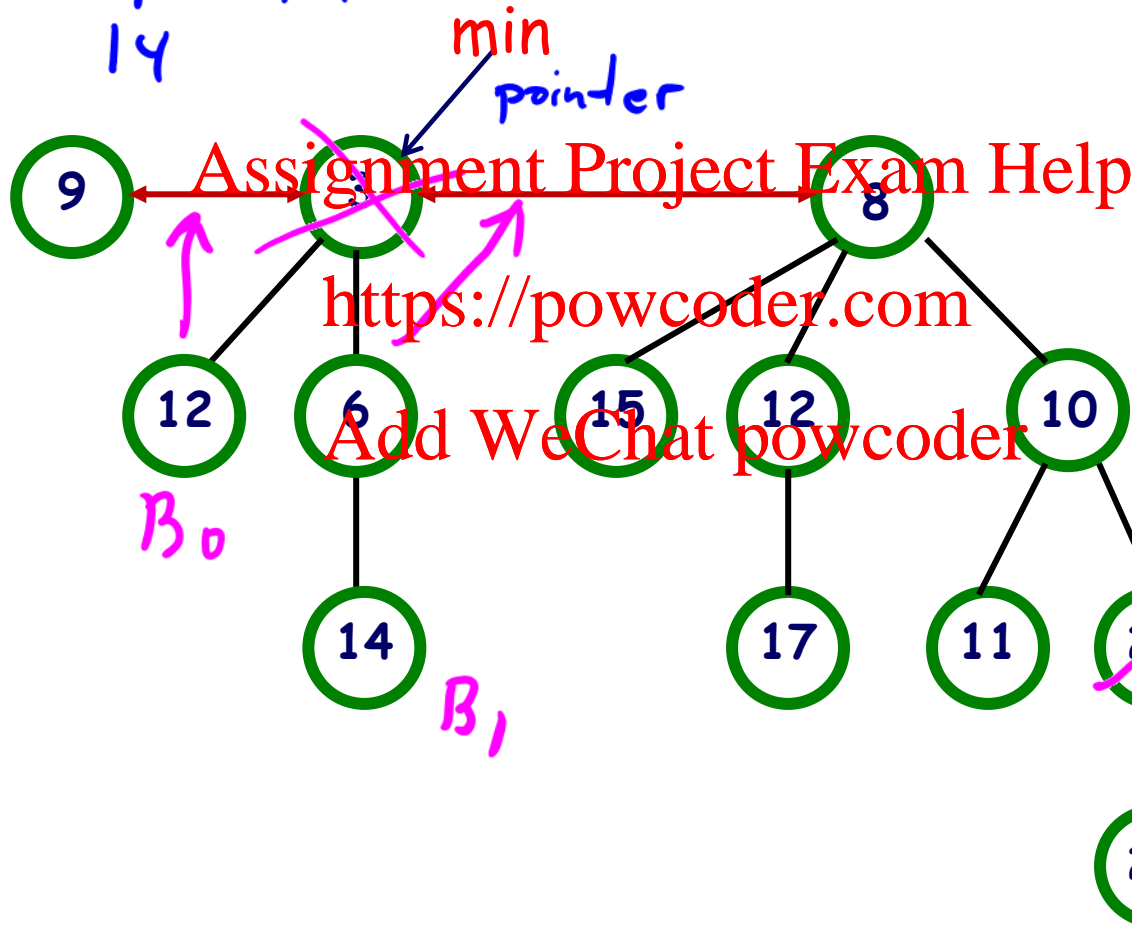 14
min
pointer
Assignment Project Exam Help
9
8
https://powcoder.com
12 6 15 12 10
Add WeChat powcoder
B0
14 17 11
B1